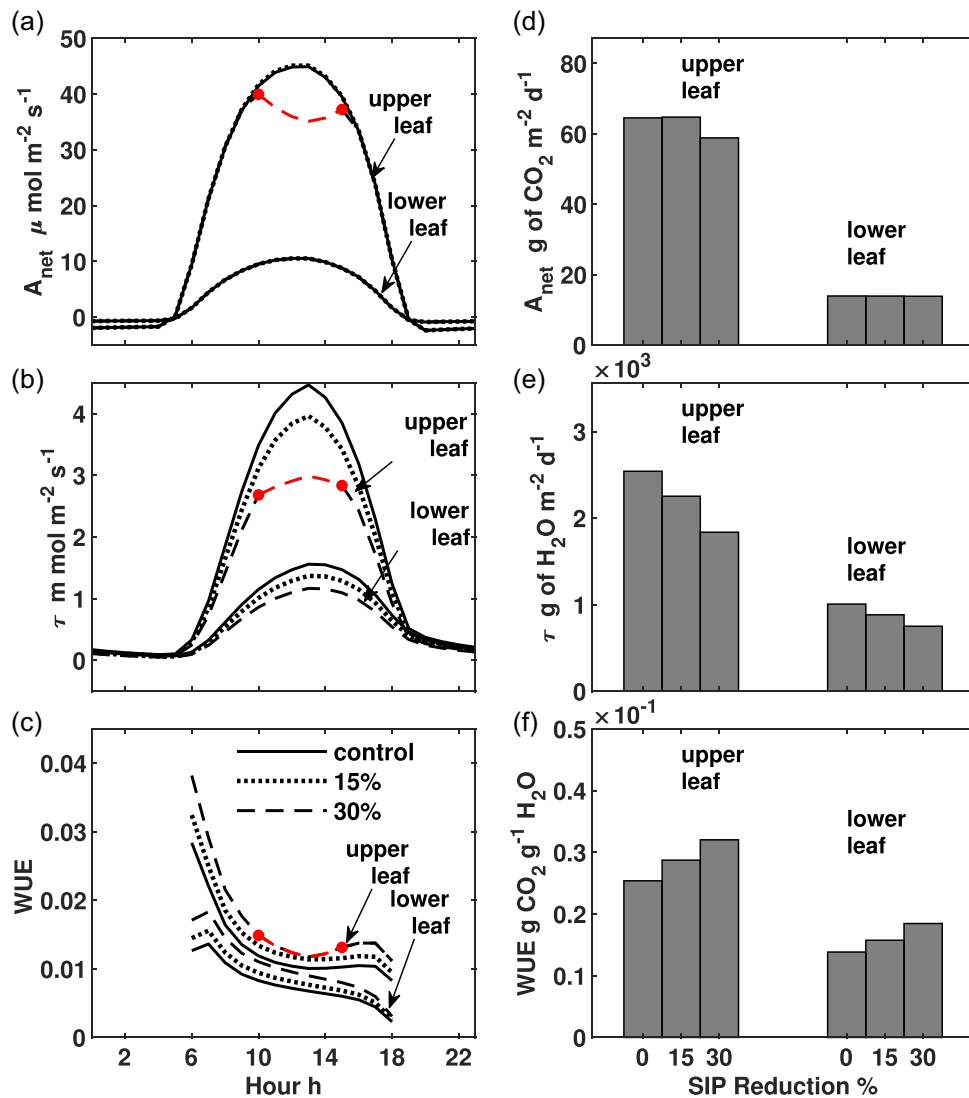 (a)
50
40
30
20
10
0
A_net μ mol m^-2 s^-1
upper
leaf
lower
leaf
(d)
80
60
40
20
0
A_net g of CO_2 m^-2 d^-1
upper
leaf
lower
leaf
(b)
4
3
2
1
0
τ m mol m^-2 s^-1
upper
leaf
lower
leaf
(e)
×10^3
3
2
1
0
τ g of H_2O m^-2 d^-1
upper
leaf
lower
leaf
(c)
0.04
0.03
0.02
0.01
0
WUE
control
15%
30%
upper
leaf
lower
leaf
2 6 10 14 18 22
Hour h
(f)
×10^-1
0.5
0.4
0.3
0.2
0.1
0
WUE g CO_2 g^-1 H_2O
upper
leaf
lower
leaf
0 15 30 0 15 30
SIP Reduction %